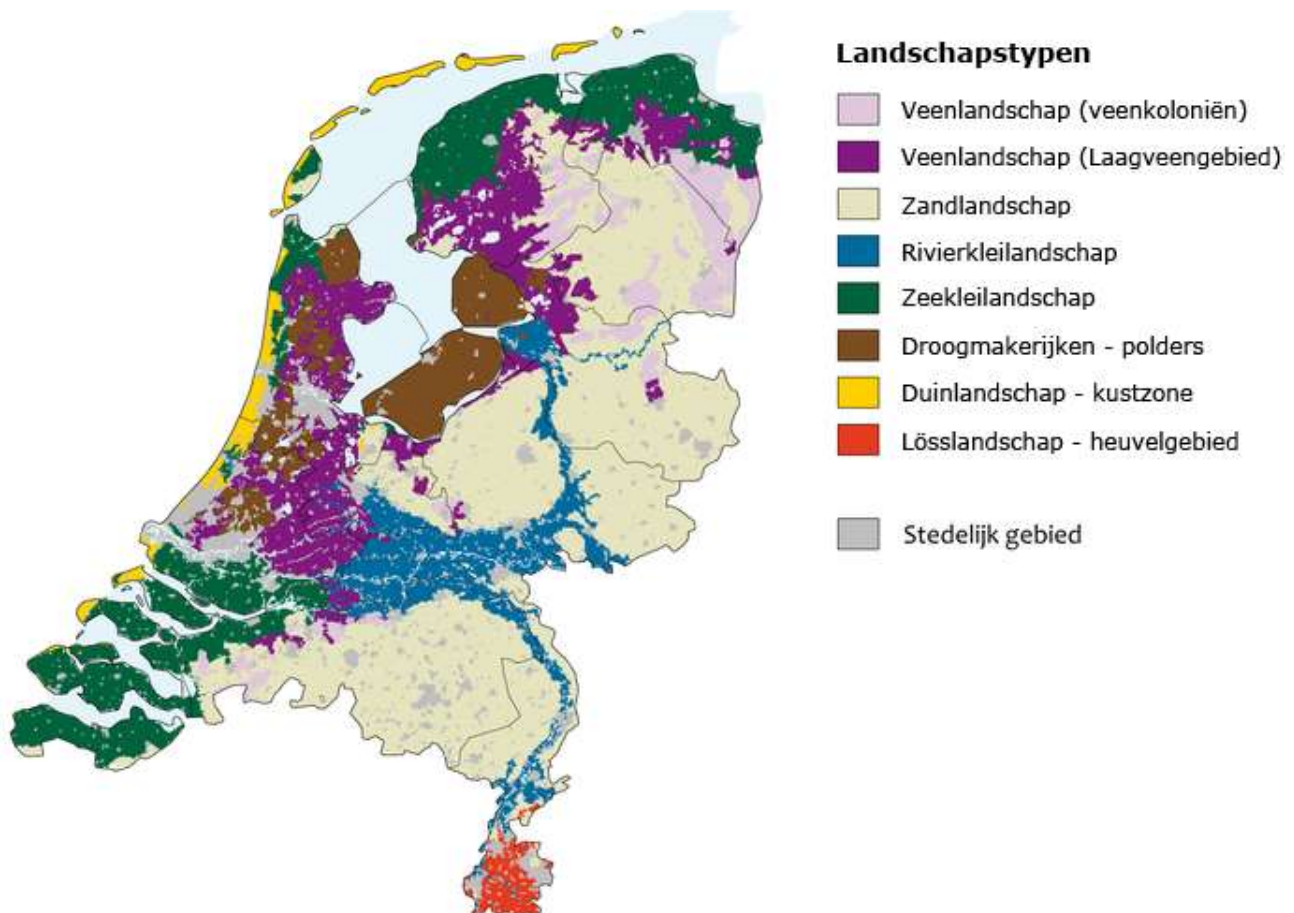 Landschapstypen
Veenlandschap (veenkoloniën)
Veenlandschap (Laagveengebied)
Zandlandschap
Rivierkleilandschap
Zeekleilandschap
Droogmakerijken - polders
Duinlandschap - kustzone
Lösslandschap - heuvelgebied
Stedelijk gebied